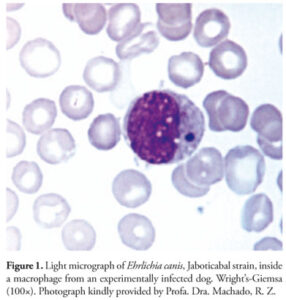 Figure 1. Light micrograph of Ehrlichia canis, Jaboticabal strain, inside
a macrophage from an experimentally infected dog. Wright's-Giemsa
(100×). Photograph kindly provided by Profa. Dra. Machado, R. Z.